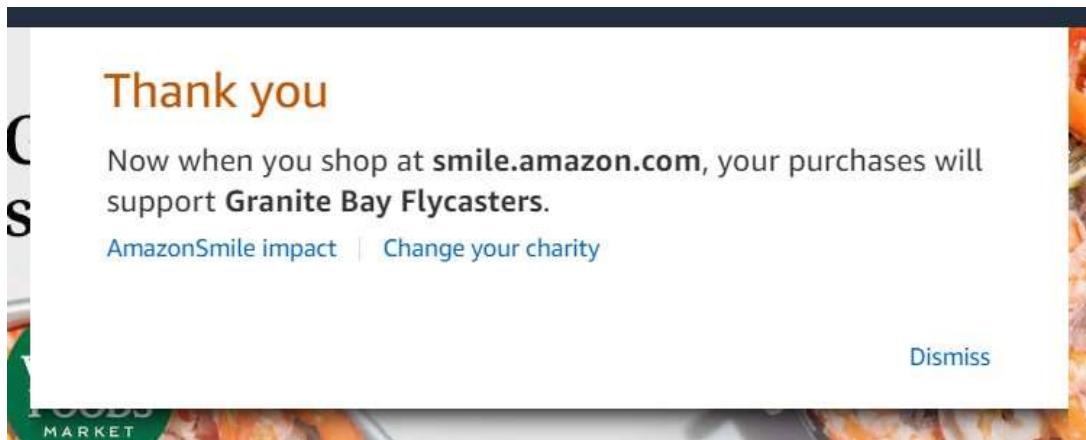 Thank you
Now when you shop at smile.amazon.com, your purchases will
support Granite Bay Flycasters.
AmazonSmile impact | Change your charity
Dismiss
FOODS
MARKET